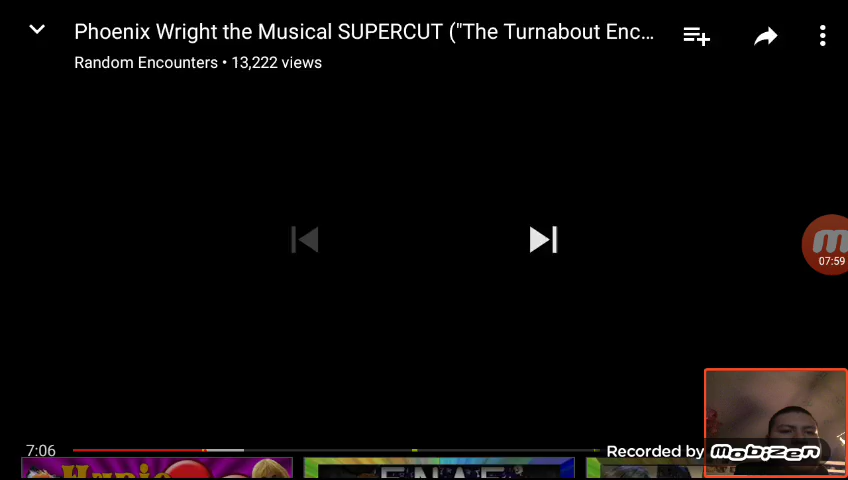 Phoenix Wright the Musical SUPERCUT ("The Turnabout Enc...
Random Encounters • 13,222 views
07:59
7:06
Recorded by mobizen